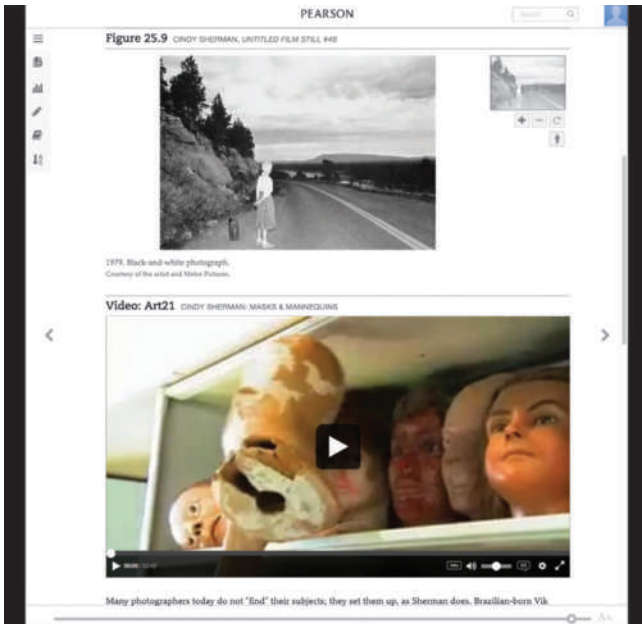 PEARSON
Search
Figure 25.9 CINDY SHERMAN, UNTITLED FILM STILL #48
1979. Black-and-white photograph.
Courtesy of the artist and Metro Pictures.
Video: Art21 CINDY SHERMAN: MASKS & MANNEQUINS
00:00
Many photographers today do not "find" their subjects; they set them up, as Sherman does. Brazilian-born Vik